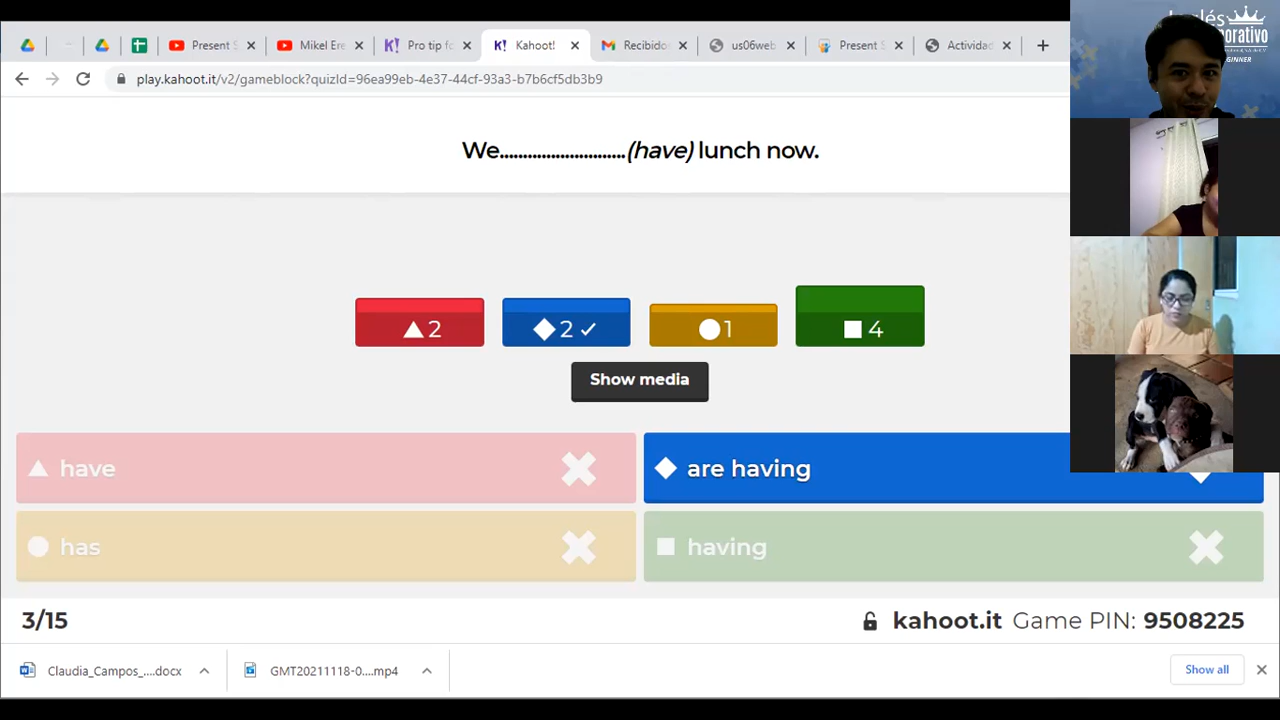 Present S
Mikel Ere
Pro tip fo
K! Kahoot!
Recibido
us06web
Present S
Activida
play.kahoot.it/v2/gameblock?quizId=96ea99eb-4e37-44cf-93a3-b7b6cf5db3b9
We..........................(have) lunch now.
2
2
1
4
Show media
have
are having
has
having
3/15
kahoot.it Game PIN: 9508225
Claudia_Campos_....docx
GMT20211118-0....mp4
Show all